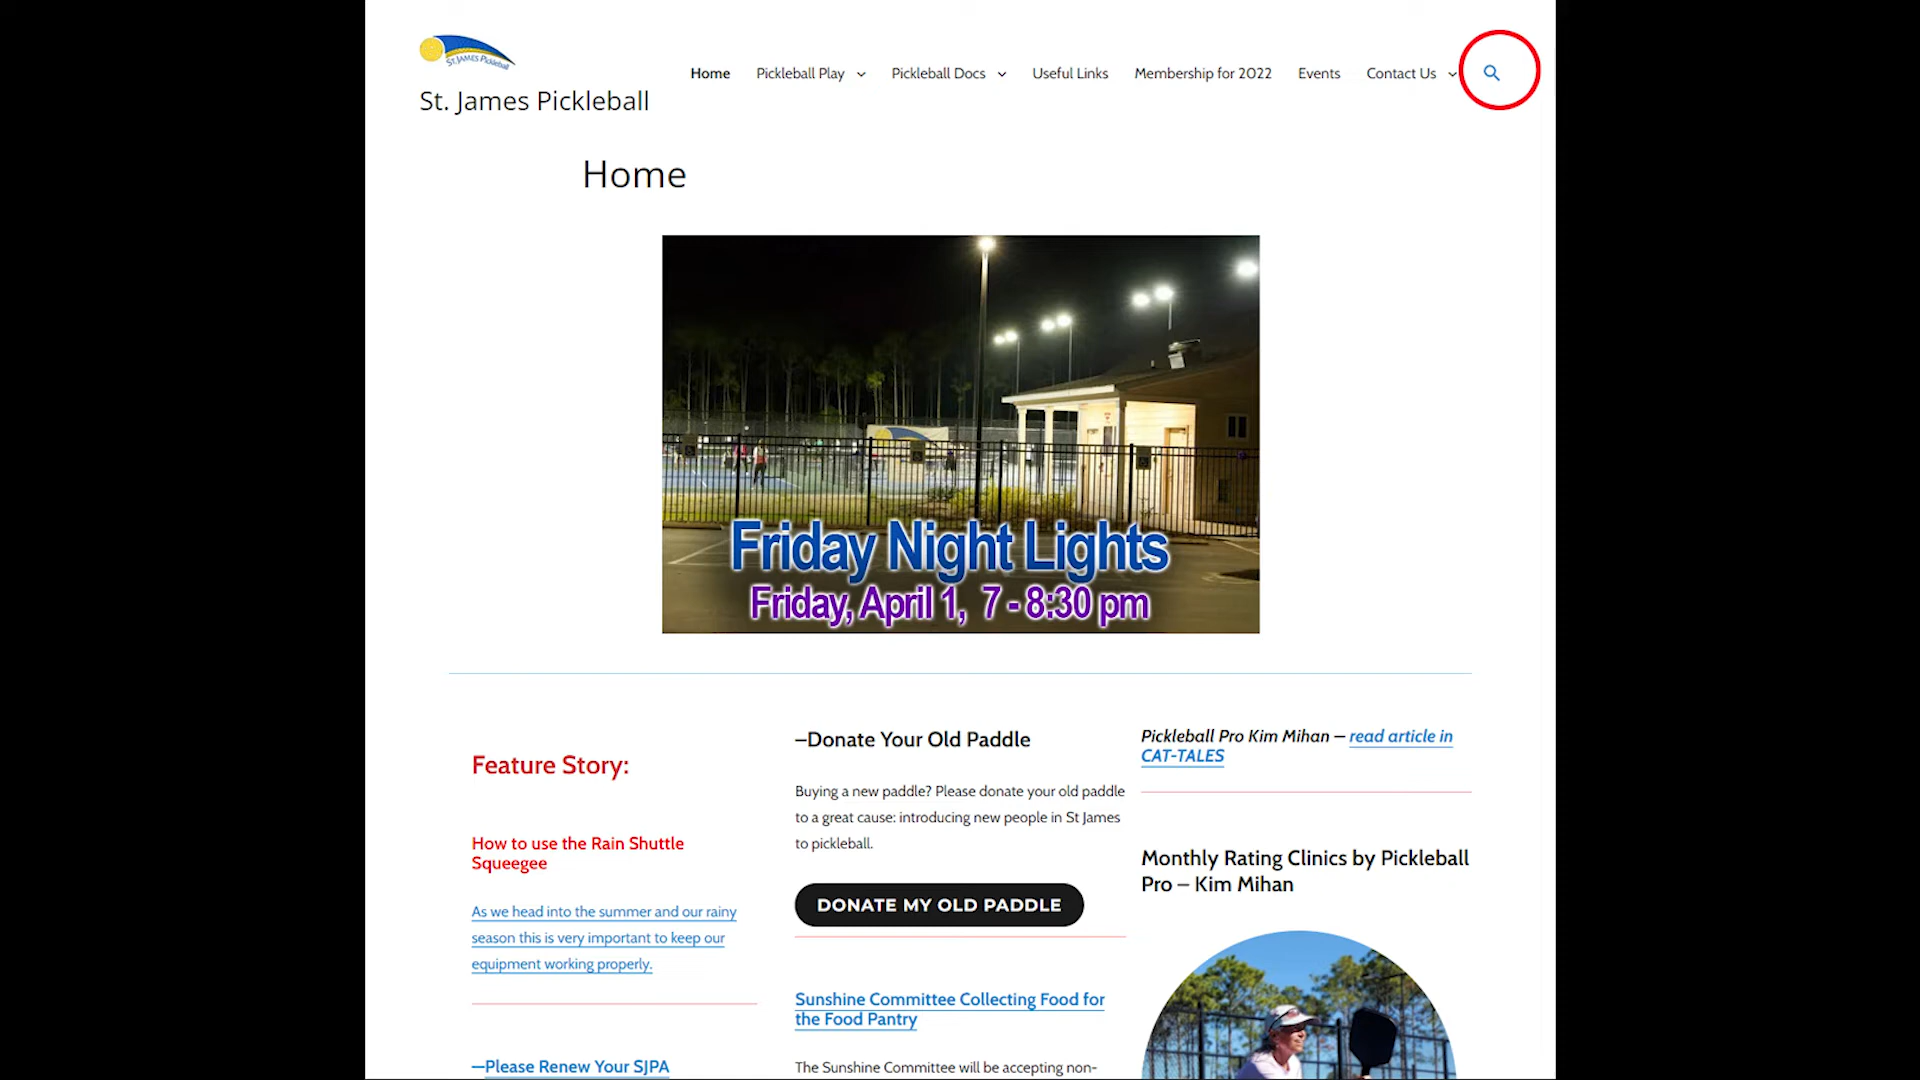 St. JAMES Pickleball
St. James Pickleball
Home
Pickleball Play
Pickleball Docs
Useful Links
Membership for 2022
Events
Contact Us
Home
Friday Night Lights
Friday, April 1, 7 - 8:30 pm
Feature Story:
How to use the Rain Shuttle
Squeegee
As we head into the summer and our rainy
season this is very important to keep our
equipment working properly.
—Please Renew Your SJPA
–Donate Your Old Paddle
Buying a new paddle? Please donate your old paddle
to a great cause: introducing new people in St James
to pickleball.
DONATE MY OLD PADDLE
Sunshine Committee Collecting Food for
the Food Pantry
The Sunshine Committee will be accepting non-
Pickleball Pro Kim Mihan – read article in
CAT-TALES
Monthly Rating Clinics by Pickleball
Pro – Kim Mihan